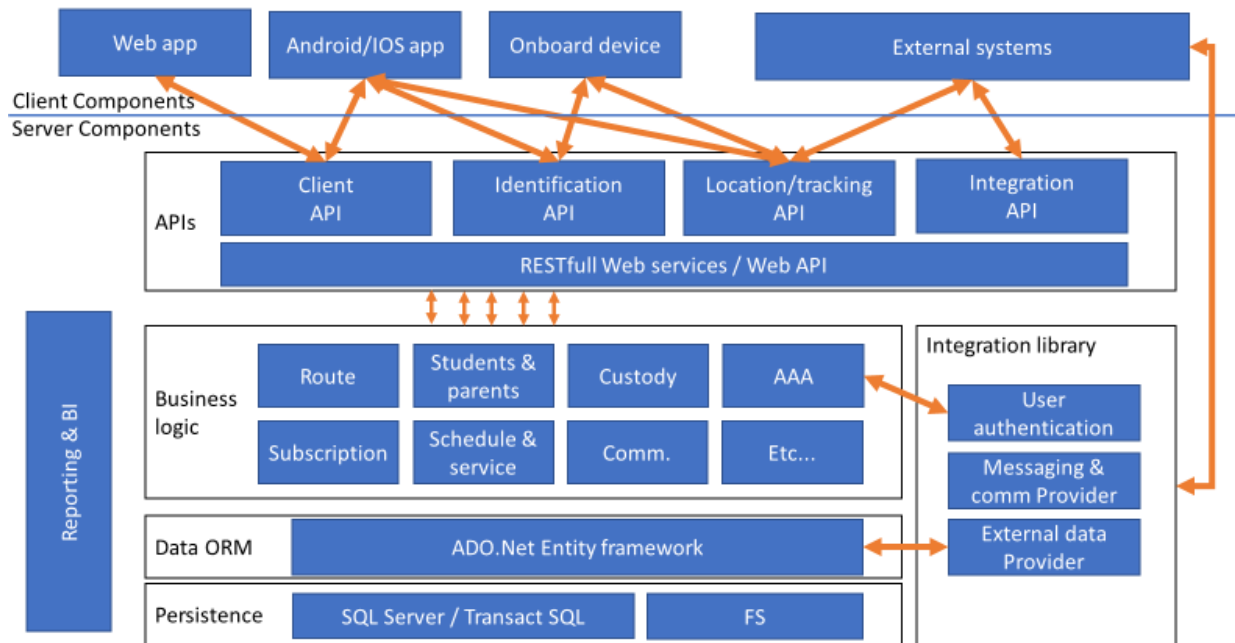 Web app
Android/IOS app
Onboard device
External systems
Client Components
Server Components
APIs
Client
API
Identification
API
Location/tracking
API
Integration
API
RESTfull Web services / Web API
Reporting & BI
Business
logic
Route
Students &
parents
Custody
AAA
Subscription
Schedule &
service
Comm.
Etc...
Integration library
User
authentication
Messaging &
comm Provider
External data
Provider
Data ORM
ADO.Net Entity framework
Persistence
SQL Server / Transact SQL
FS